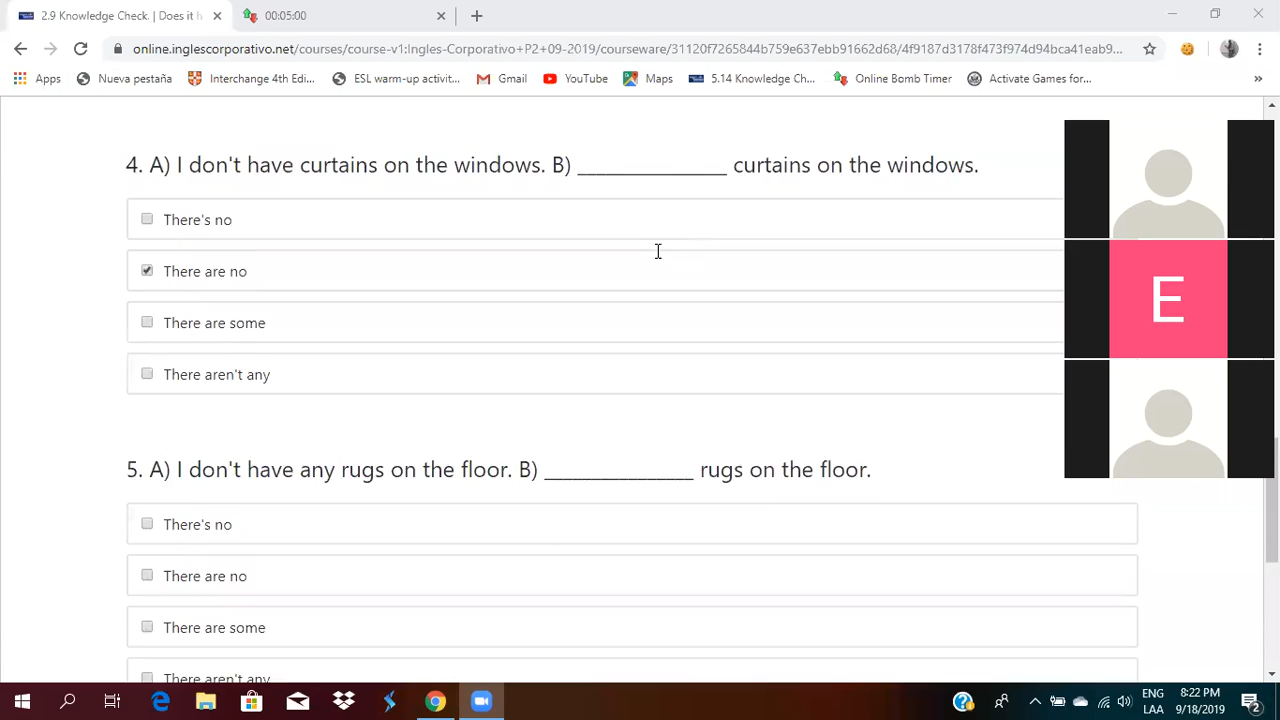 2.9 Knowledge Check. | Does it h
00:05:00
online.inglescorporativo.net/courses/course-v1:Ingles-Corporativo+P2+09-2019/courseware/31120f7265844b759e637ebb91662d68/4f9187d3178f473f974d94bca41eab9...
Apps Nueva pestaña Interchange 4th Edi... ESL warm-up activit... Gmail YouTube Maps 5.14 Knowledge Ch... Online Bomb Timer Activate Games for... »
4. A) I don't have curtains on the windows. B) ______________ curtains on the windows.
There's no
There are no
There are some
There aren't any
E
5. A) I don't have any rugs on the floor. B) ______________ rugs on the floor.
There's no
There are no
There are some
There aren't any
ENG 8:22 PM
LAA 9/18/2019 2